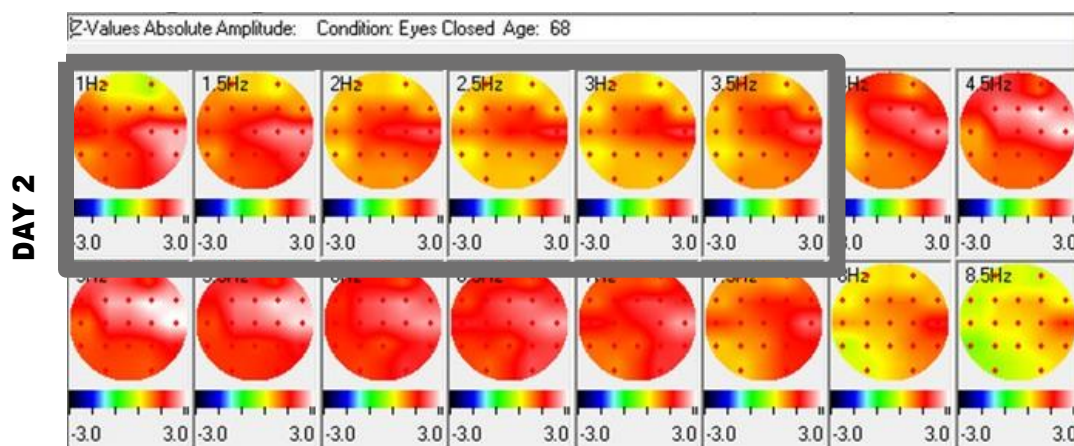 Z-Values Absolute Amplitude: Condition: Eyes Closed Age: 68
DAY 2
1Hz 1.5Hz 2Hz 2.5Hz 3Hz 3.5Hz 4.5Hz
-3.0 3.0 -3.0 3.0 -3.0 3.0 -3.0 3.0 -3.0 3.0 -3.0 3.0 3.0 -3.0 3.0
8.5Hz
-3.0 3.0 -3.0 3.0 -3.0 3.0 -3.0 3.0 -3.0 3.0 -3.0 3.0 -3.0 3.0 -3.0 3.0